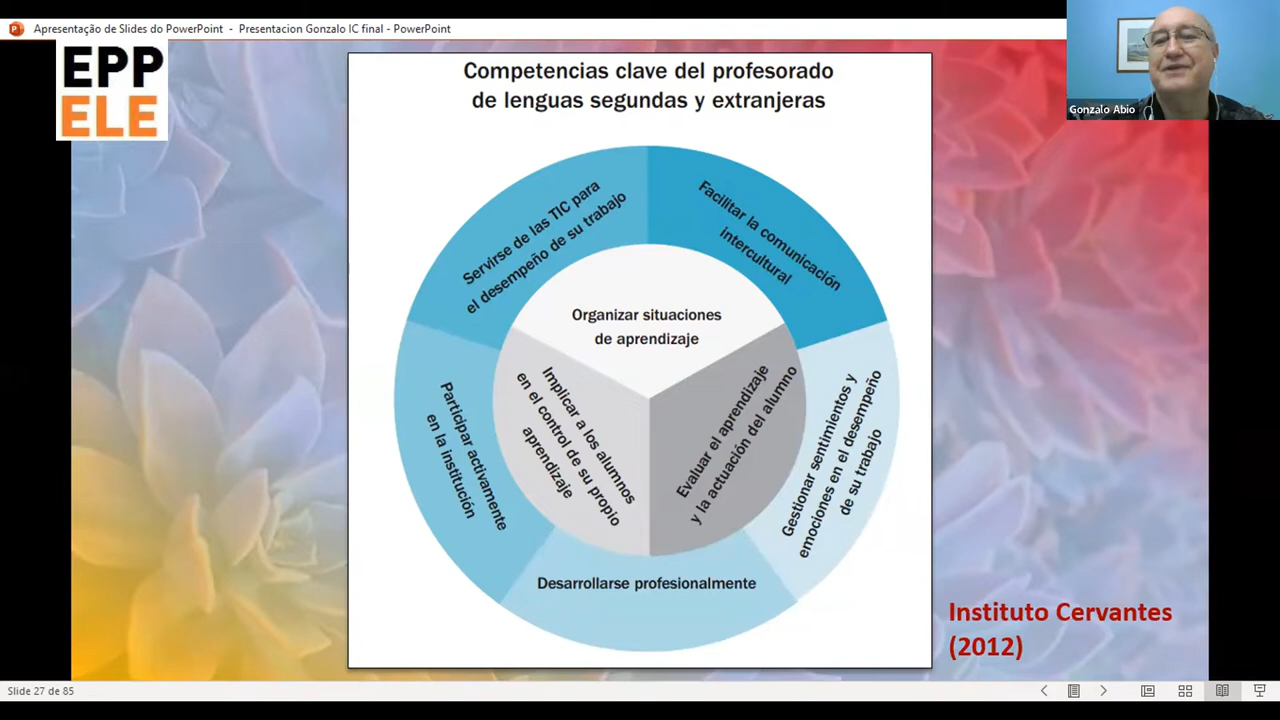 Apresentação de Slides do PowerPoint - Presentacion Gonzalo IC final - PowerPoint
EPP
ELE
Gonzalo Abio
Competencias clave del profesorado
de lenguas segundas y extranjeras
Servirse de las TIC para
el desempeño de su trabajo
Facilitar la comunicación
intercultural
Organizar situaciones
de aprendizaje
Implicar a los alumnos
en el control de su propio
aprendizaje
Evaluar el aprendizaje
y la actuación del alumno
Participar activamente
en la institución
Gestionar sentimientos y
emociones en el desempeño
de su trabajo
Desarrollarse profesionalmente
Instituto Cervantes
(2012)
Slide 27 de 85